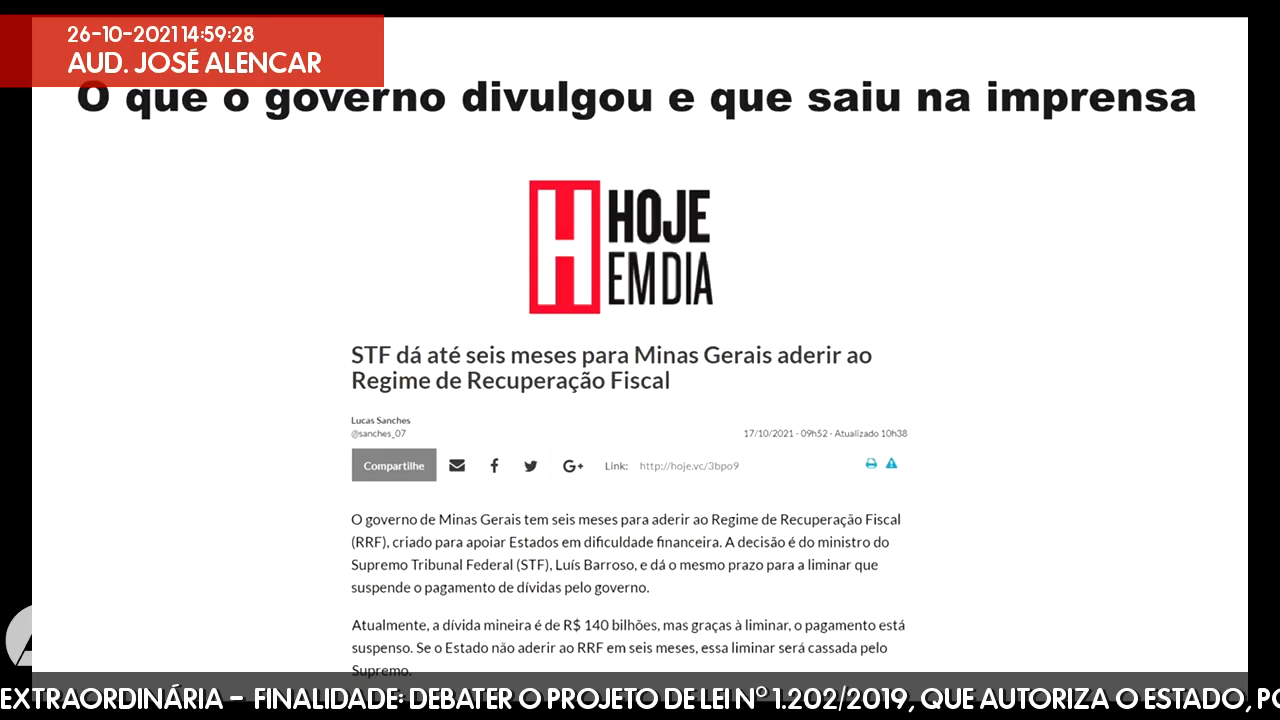 26-10-2021 14:59:28
AUD. JOSÉ ALENCAR
O que o governo divulgou e que saiu na imprensa
H HOJE
EM DIA
STF dá até seis meses para Minas Gerais aderir ao
Regime de Recuperação Fiscal
Lucas Sanches
@sanches_07
17/10/2021 - 09h52 - Atualizado 10h38
Compartilhe
G+
Link: http://hoje.vc/3bpo9
O governo de Minas Gerais tem seis meses para aderir ao Regime de Recuperação Fiscal
(RRF), criado para apoiar Estados em dificuldade financeira. A decisão é do ministro do
Supremo Tribunal Federal (STF), Luís Barroso, e dá o mesmo prazo para a liminar que
suspende o pagamento de dívidas pelo governo.
Atualmente, a dívida mineira é de R$ 140 bilhões, mas graças à liminar, o pagamento está
suspenso. Se o Estado não aderir ao RRF em seis meses, essa liminar será cassada pelo
Supremo.
EXTRAORDINÁRIA - FINALIDADE: DEBATER O PROJETO DE LEI Nº 1.202/2019, QUE AUTORIZA O ESTADO, PO